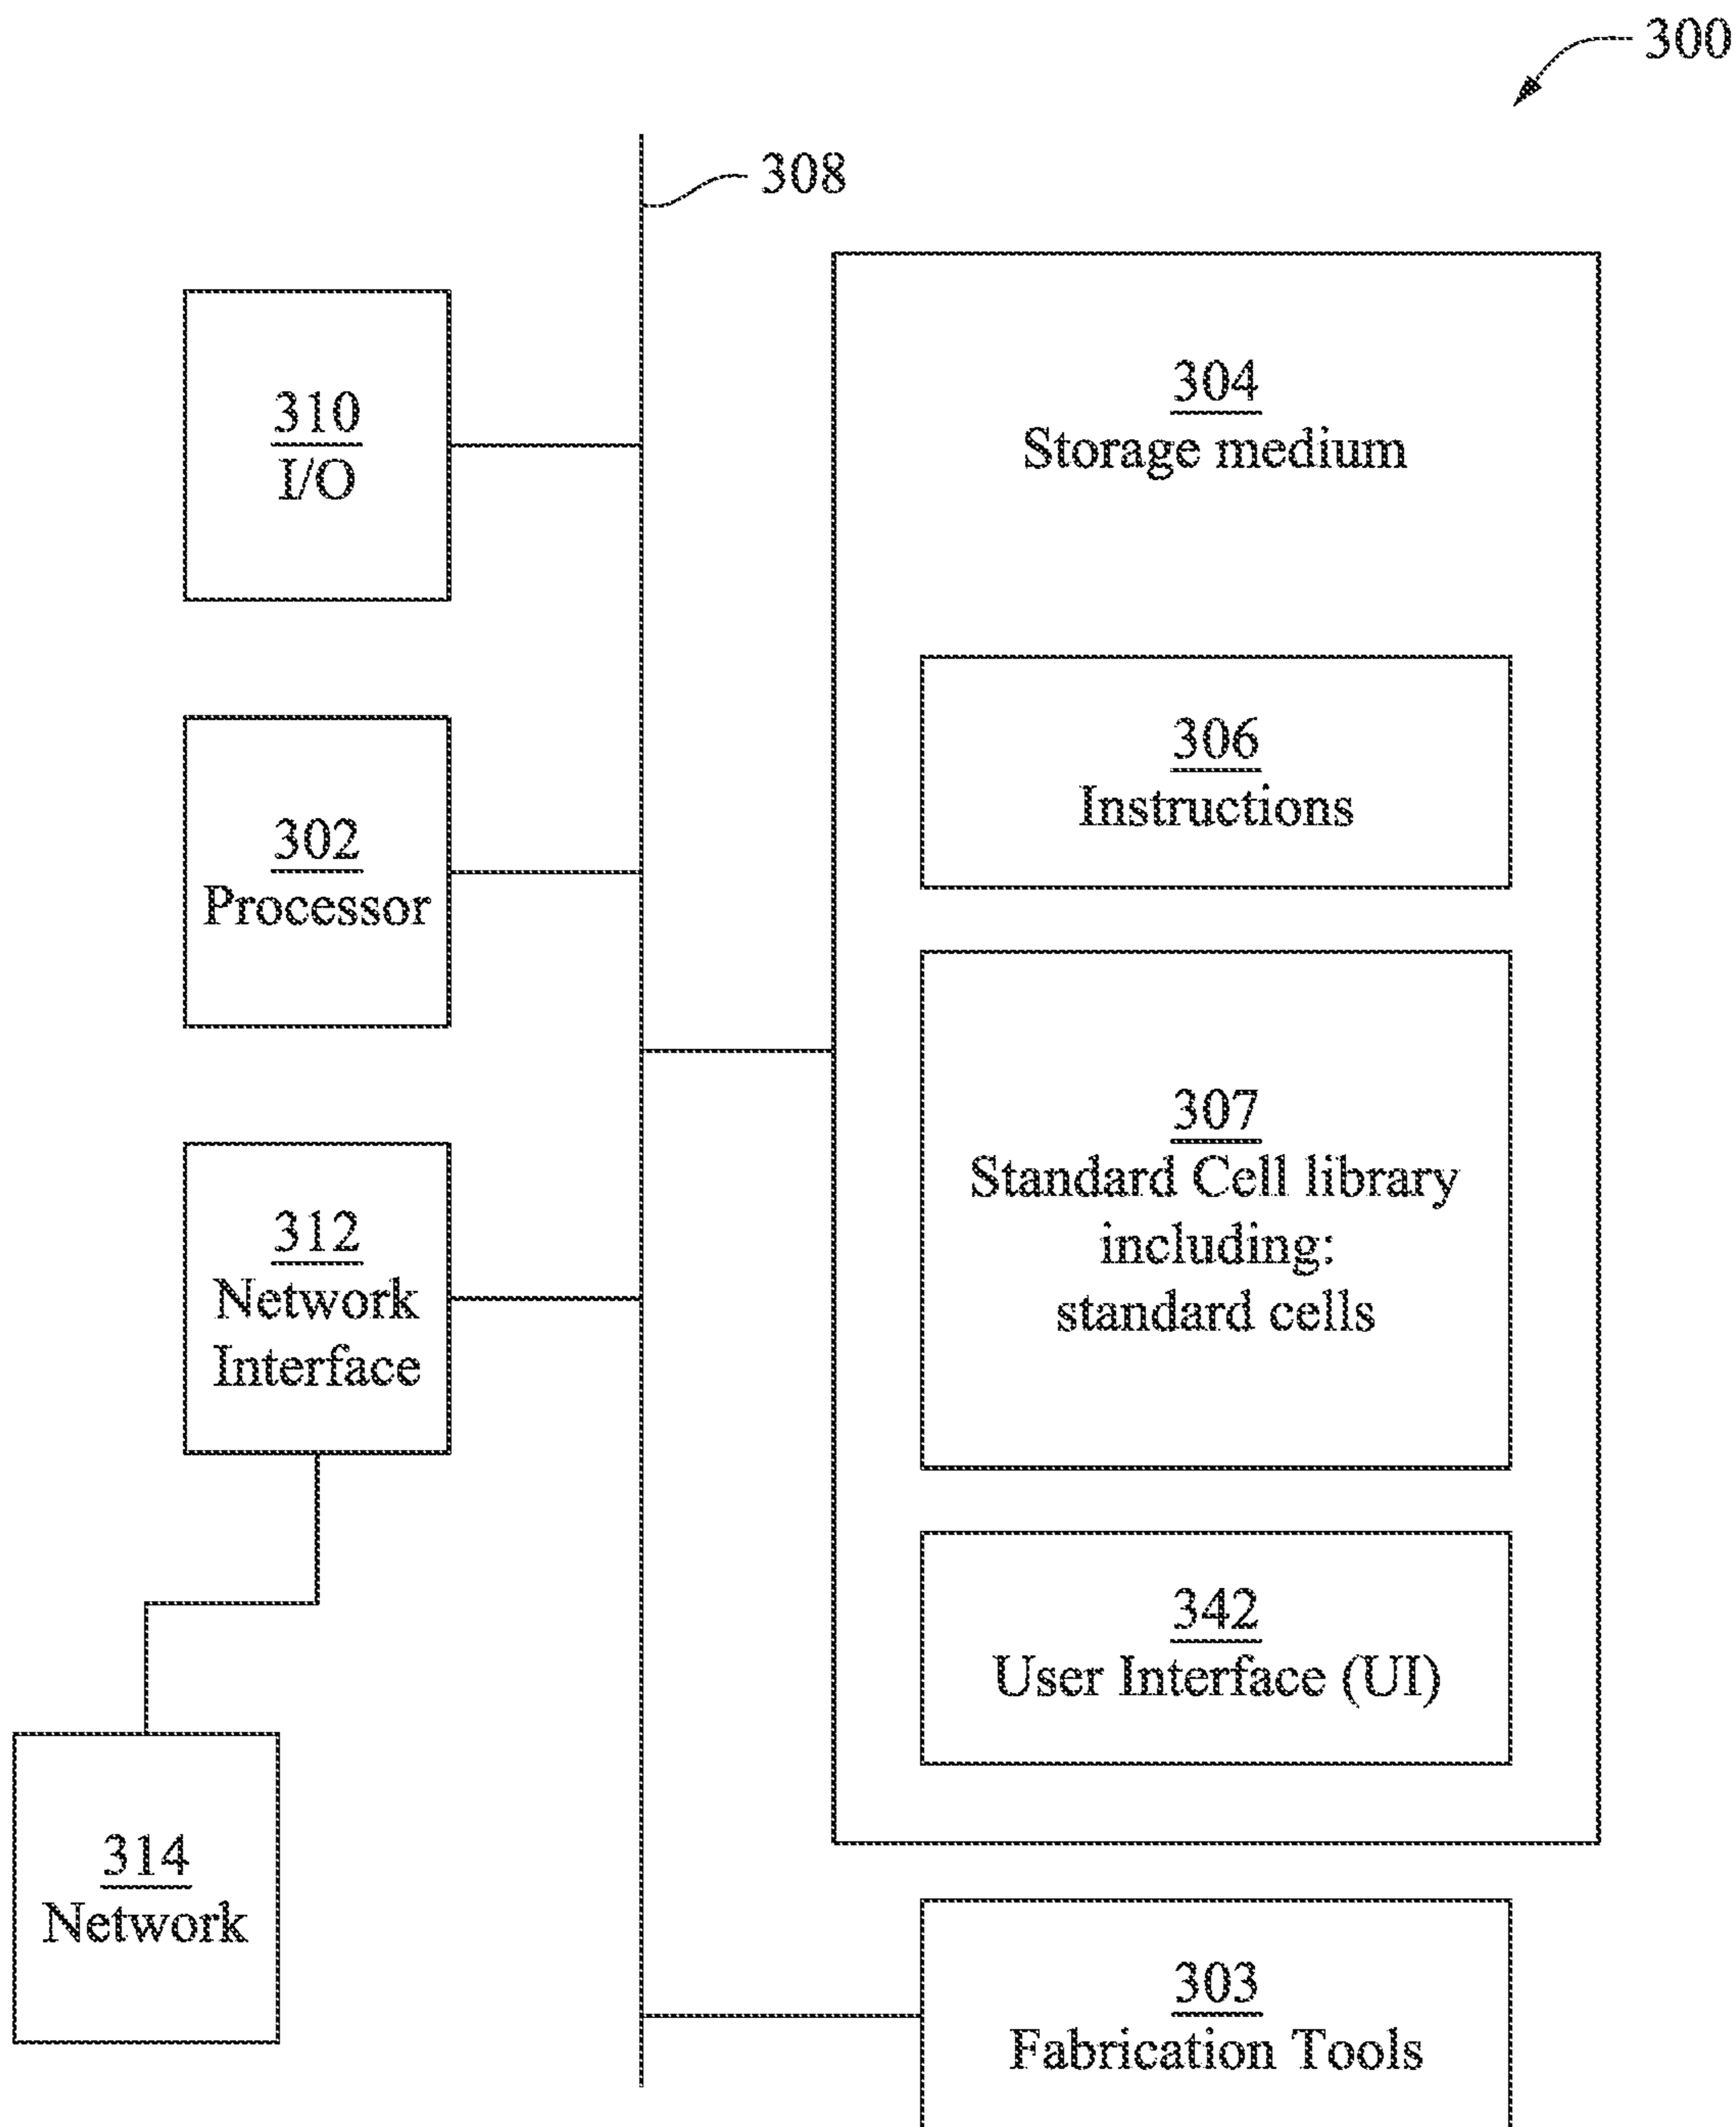 300
308
310
I/O
304
Storage medium
306
Instructions
302
Processor
307
Standard Cell library
including:
standard cells
312
Network
Interface
342
User Interface (UI)
314
Network
303
Fabrication Tools